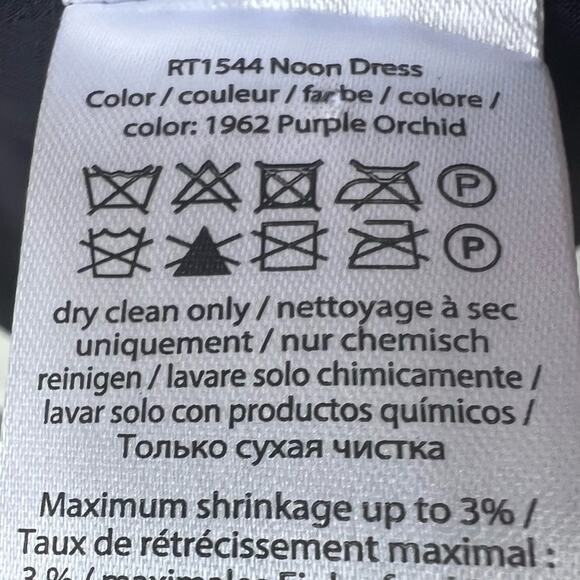 RT1544 Noon Dress
Color / couleur / farbe / colore /
color: 1962 Purple Orchid
P
P
dry clean only / nettoyage à sec
uniquement / nur chemisch
reinigen / lavare solo chimicamente /
lavar solo con productos químicos /
Только сухая чистка
Maximum shrinkage up to 3% /
Taux de rétrécissement maximal :
3 % / maximales